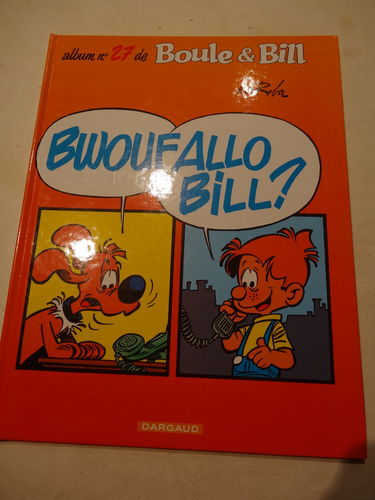 album n° 27 de Boule & Bill
Roba
BWOUFALLO
BILL?
DARGAUD